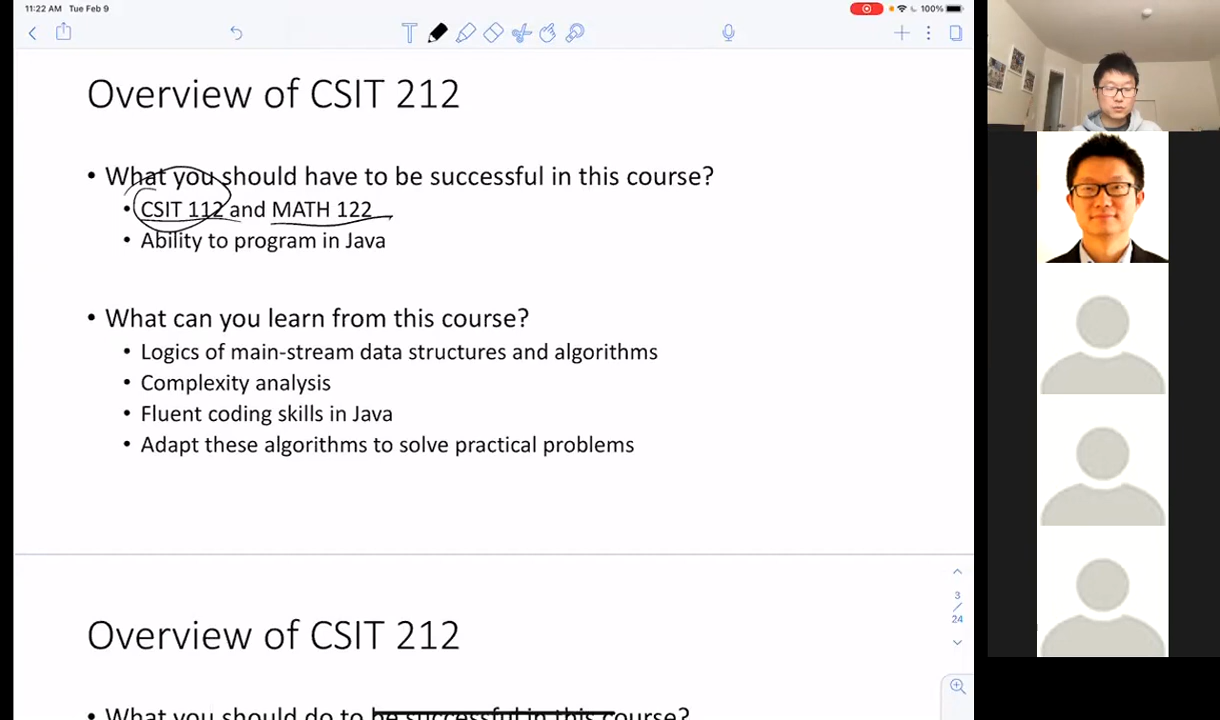 11:22 AM Tue Feb 9
100%
T
Overview of CSIT 212
• What you should have to be successful in this course?
• CSIT 112 and MATH 122
• Ability to program in Java
• What can you learn from this course?
• Logics of main-stream data structures and algorithms
• Complexity analysis
• Fluent coding skills in Java
• Adapt these algorithms to solve practical problems
3
/
24
Overview of CSIT 212
• What you should do to be successful in this course?